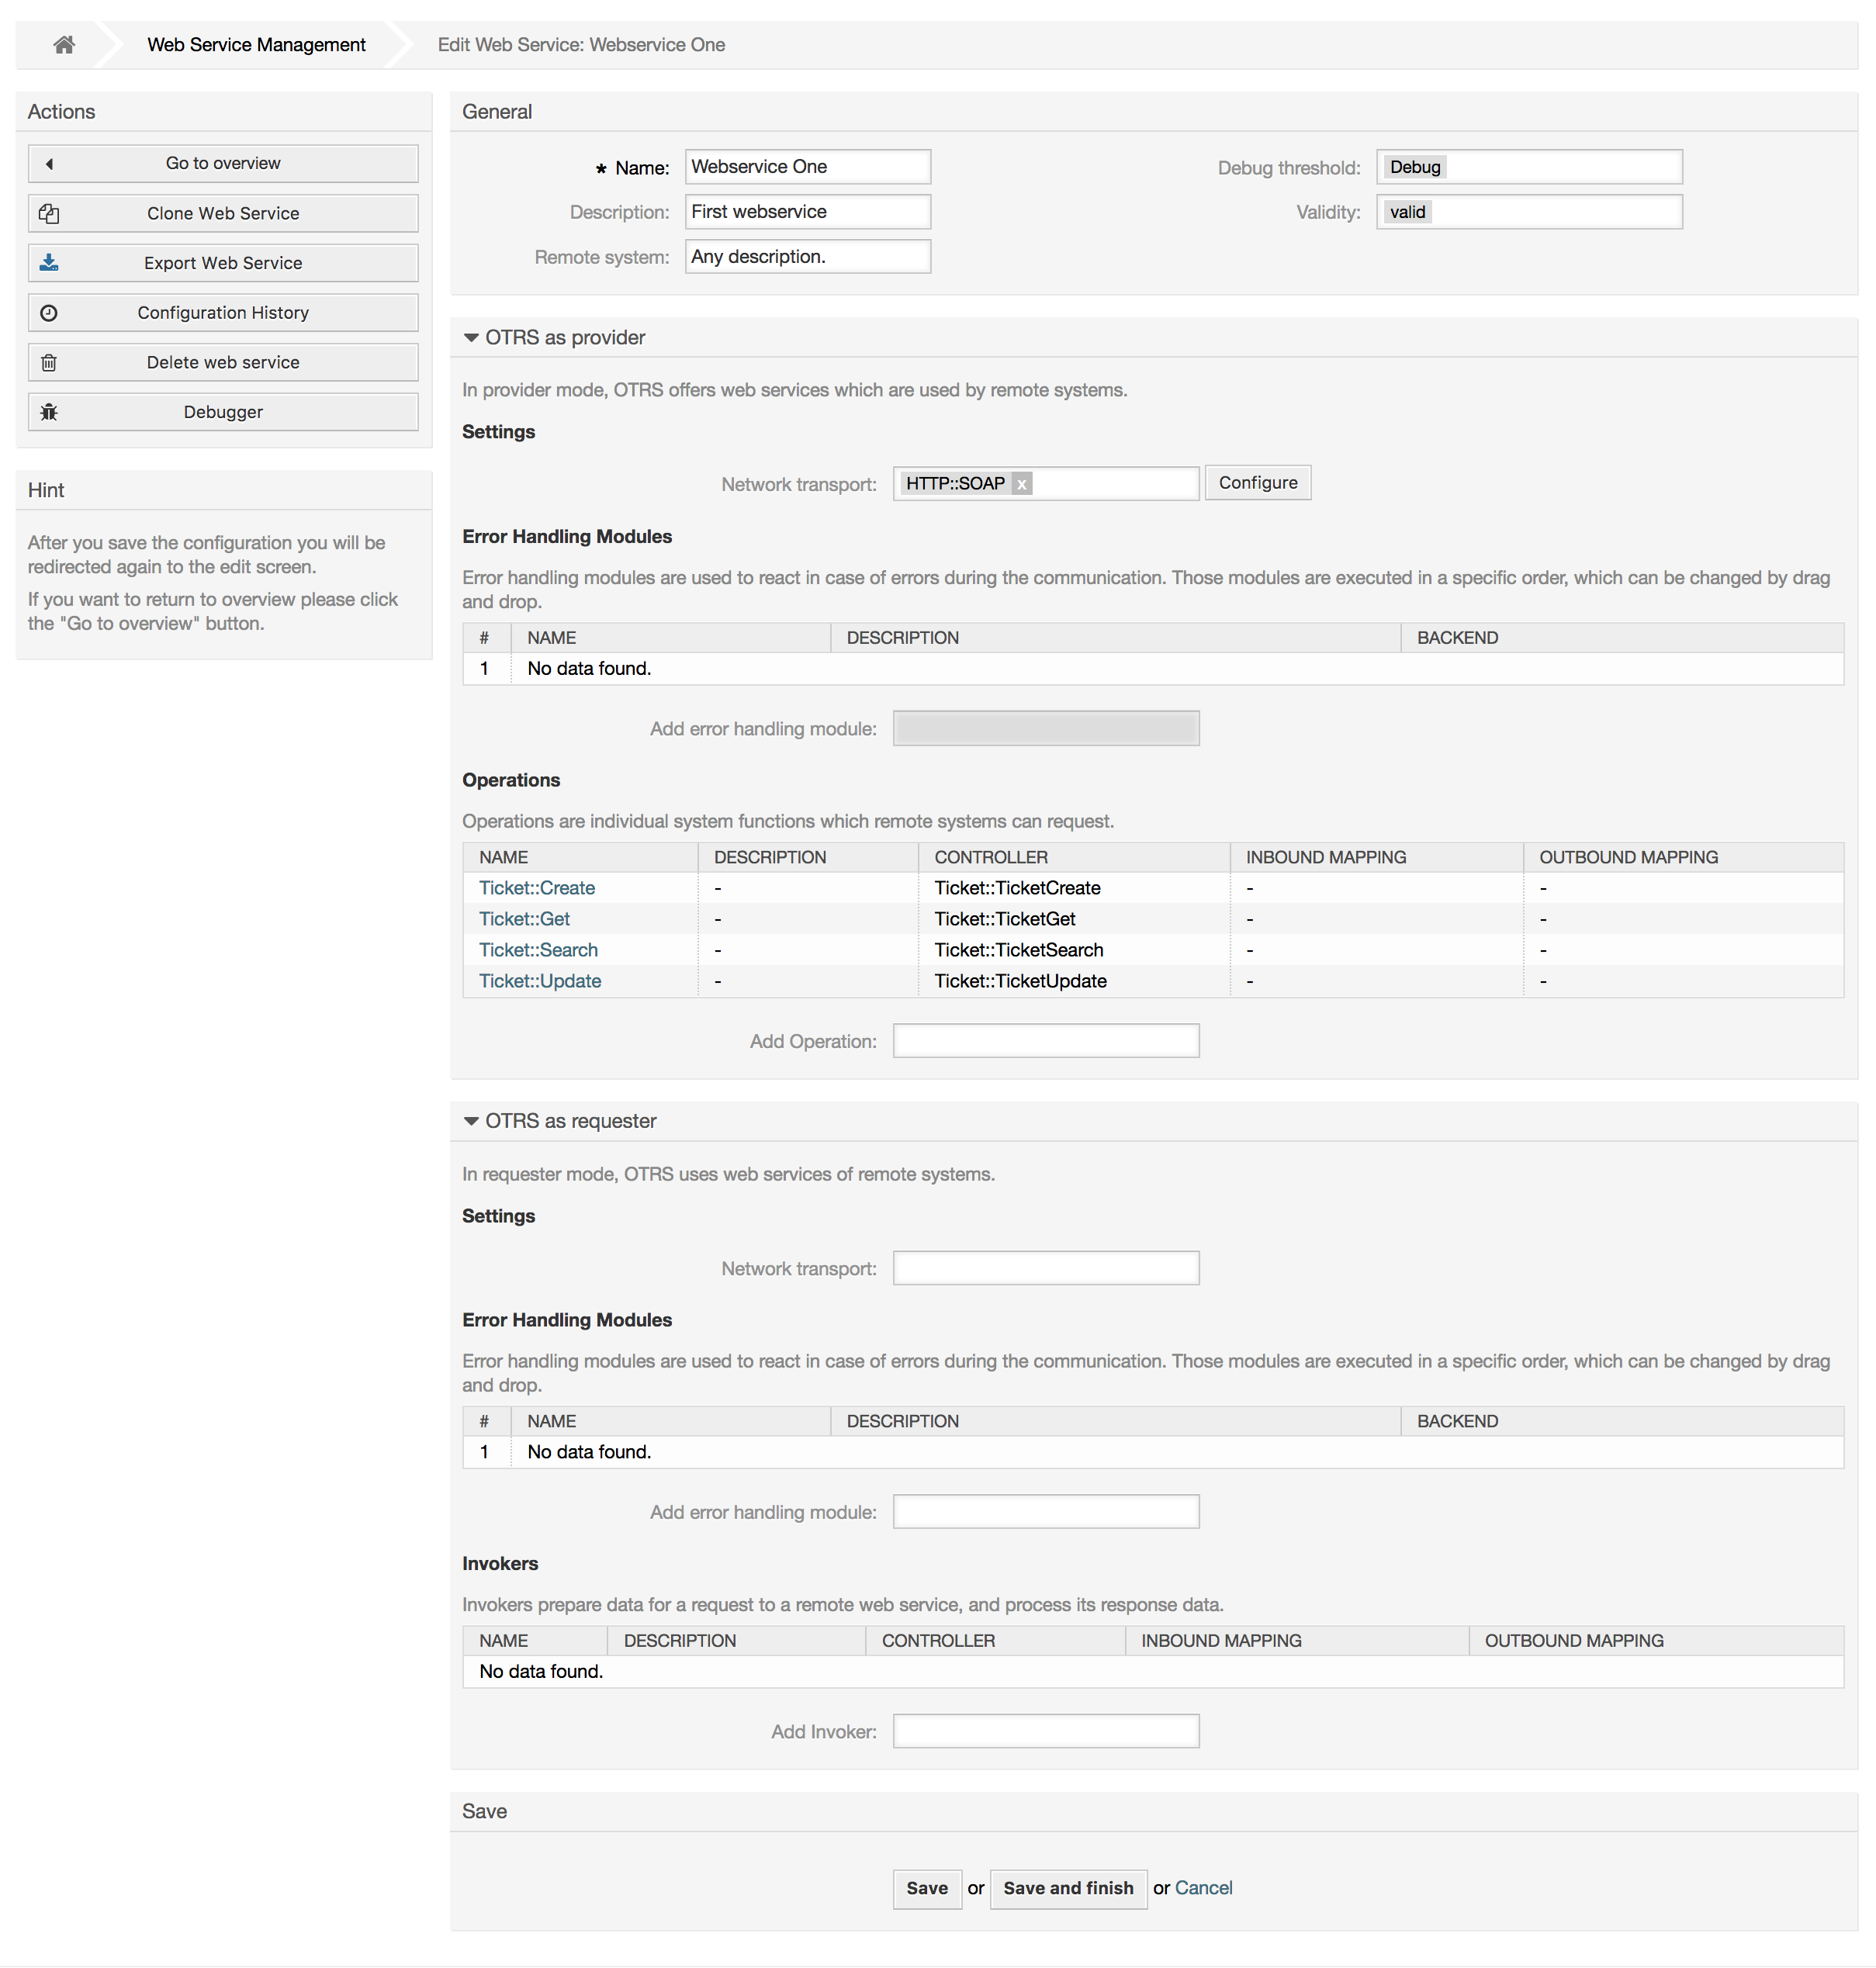 Web Service Management
Edit Web Service: Webservice One
Actions
Go to overview
Clone Web Service
Export Web Service
Configuration History
Delete web service
Debugger
Hint
After you save the configuration you will be
redirected again to the edit screen.
If you want to return to overview please click
the "Go to overview" button.
General
* Name: Webservice One
Debug threshold: Debug
Description: First webservice
Validity: valid
Remote system: Any description.
OTRS as provider
In provider mode, OTRS offers web services which are used by remote systems.
Settings
Network transport: HTTP::SOAP x Configure
Error Handling Modules
Error handling modules are used to react in case of errors during the communication. Those modules are executed in a specific order, which can be changed by drag
and drop.
# NAME DESCRIPTION BACKEND
1 No data found.
Add error handling module:
Operations
Operations are individual system functions which remote systems can request.
NAME DESCRIPTION CONTROLLER INBOUND MAPPING OUTBOUND MAPPING
Ticket::Create - Ticket::TicketCreate - -
Ticket::Get - Ticket::TicketGet - -
Ticket::Search - Ticket::TicketSearch - -
Ticket::Update - Ticket::TicketUpdate - -
Add Operation:
OTRS as requester
In requester mode, OTRS uses web services of remote systems.
Settings
Network transport:
Error Handling Modules
Error handling modules are used to react in case of errors during the communication. Those modules are executed in a specific order, which can be changed by drag
and drop.
# NAME DESCRIPTION BACKEND
1 No data found.
Add error handling module:
Invokers
Invokers prepare data for a request to a remote web service, and process its response data.
NAME DESCRIPTION CONTROLLER INBOUND MAPPING OUTBOUND MAPPING
No data found.
Add Invoker:
Save
Save or Save and finish or Cancel